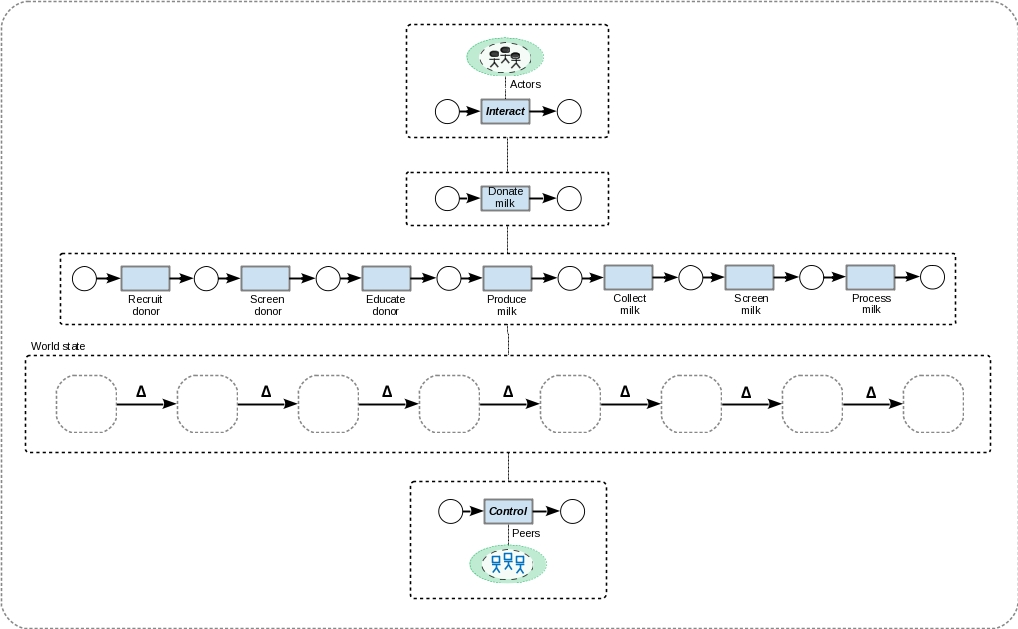 Actors
Interact
Donate
milk
Recruit
donor
Screen
donor
Educate
donor
Produce
milk
Collect
milk
Screen
milk
Process
milk
World state
Δ Δ Δ Δ Δ Δ Δ
Control
Peers